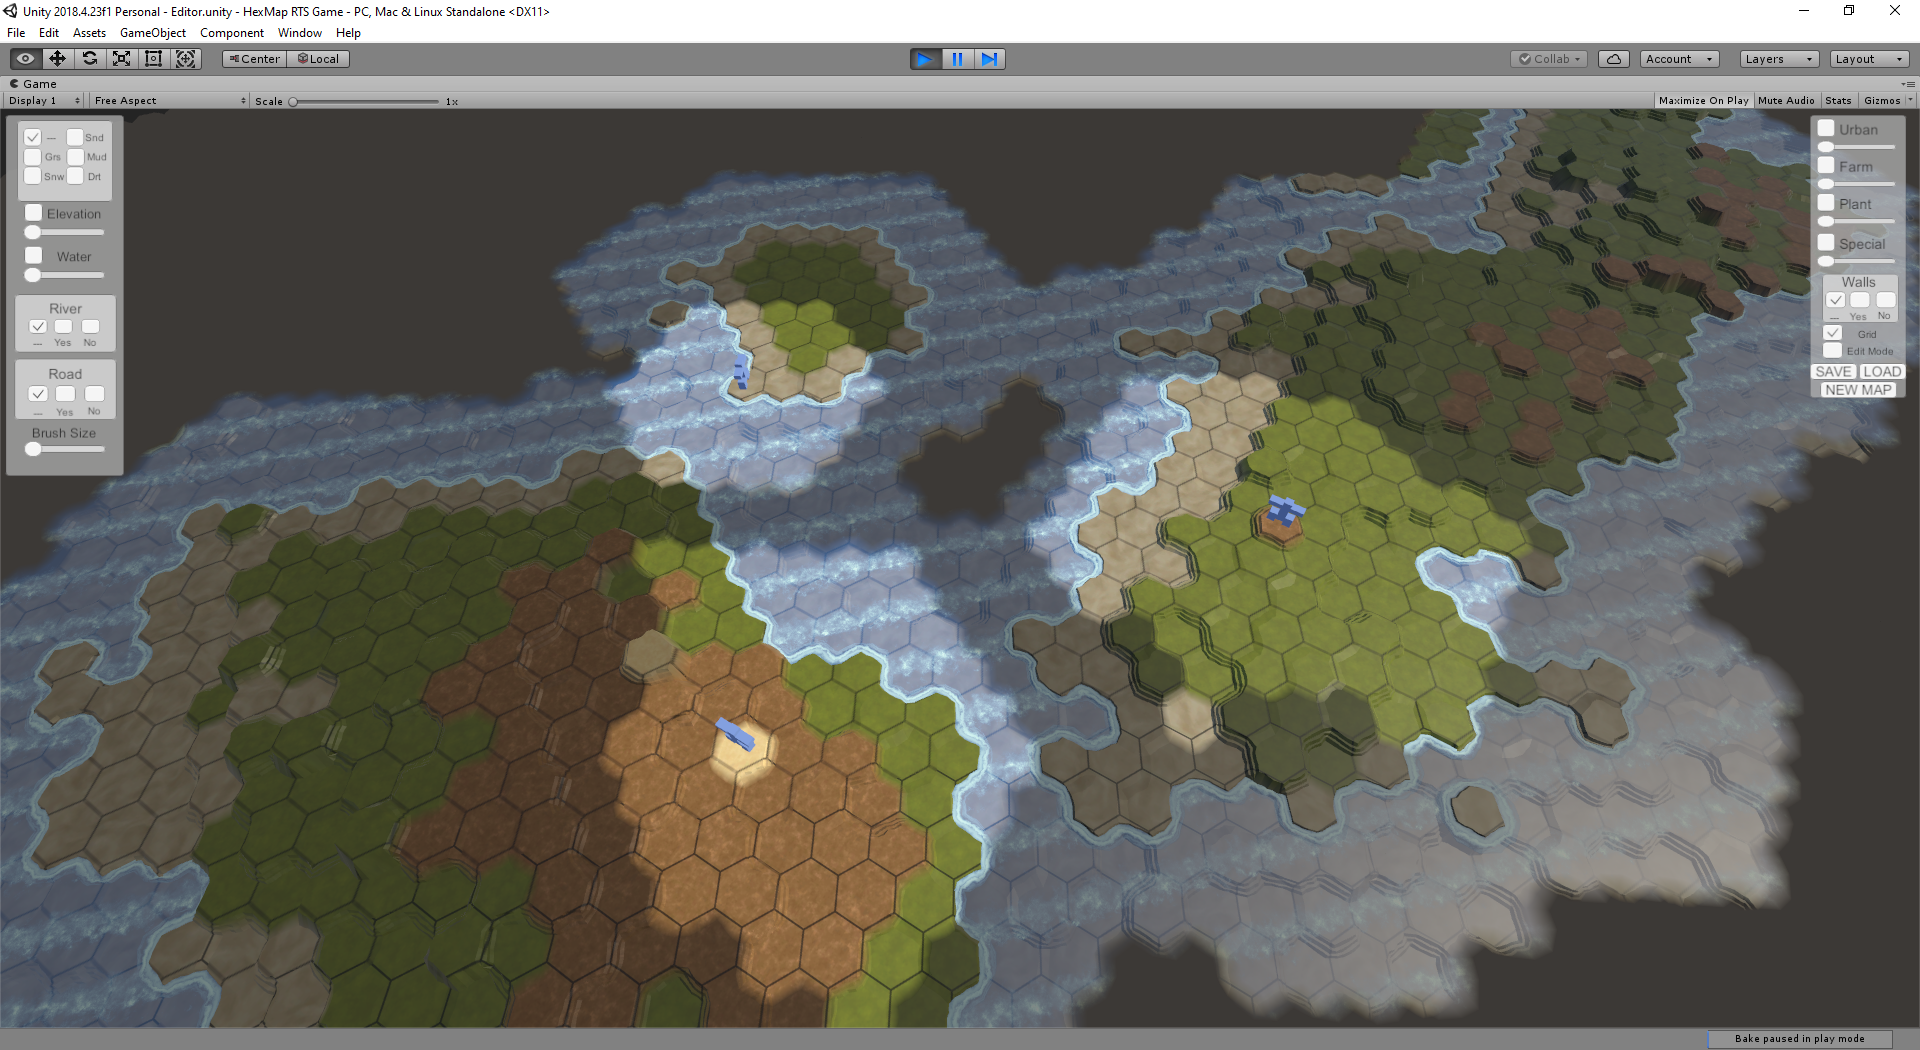 Unity 2018.4.23f1 Personal - Editor.unity - HexMap RTS Game - PC, Mac & Linux Standalone <DX11>
File Edit Assets GameObject Component Window Help
Center Local Collab Account Layers Layout
Game
Display 1 Free Aspect Scale 1x Maximize On Play Mute Audio Stats Gizmos
--- Snd
Grs Mud
Snw Drt
Elevation
Water
River
--- Yes No
Road
--- Yes No
Brush Size
Urban
Farm
Plant
Special
Walls
--- Yes No
Grid
Edit Mode
SAVE LOAD
NEW MAP
Bake paused in play mode